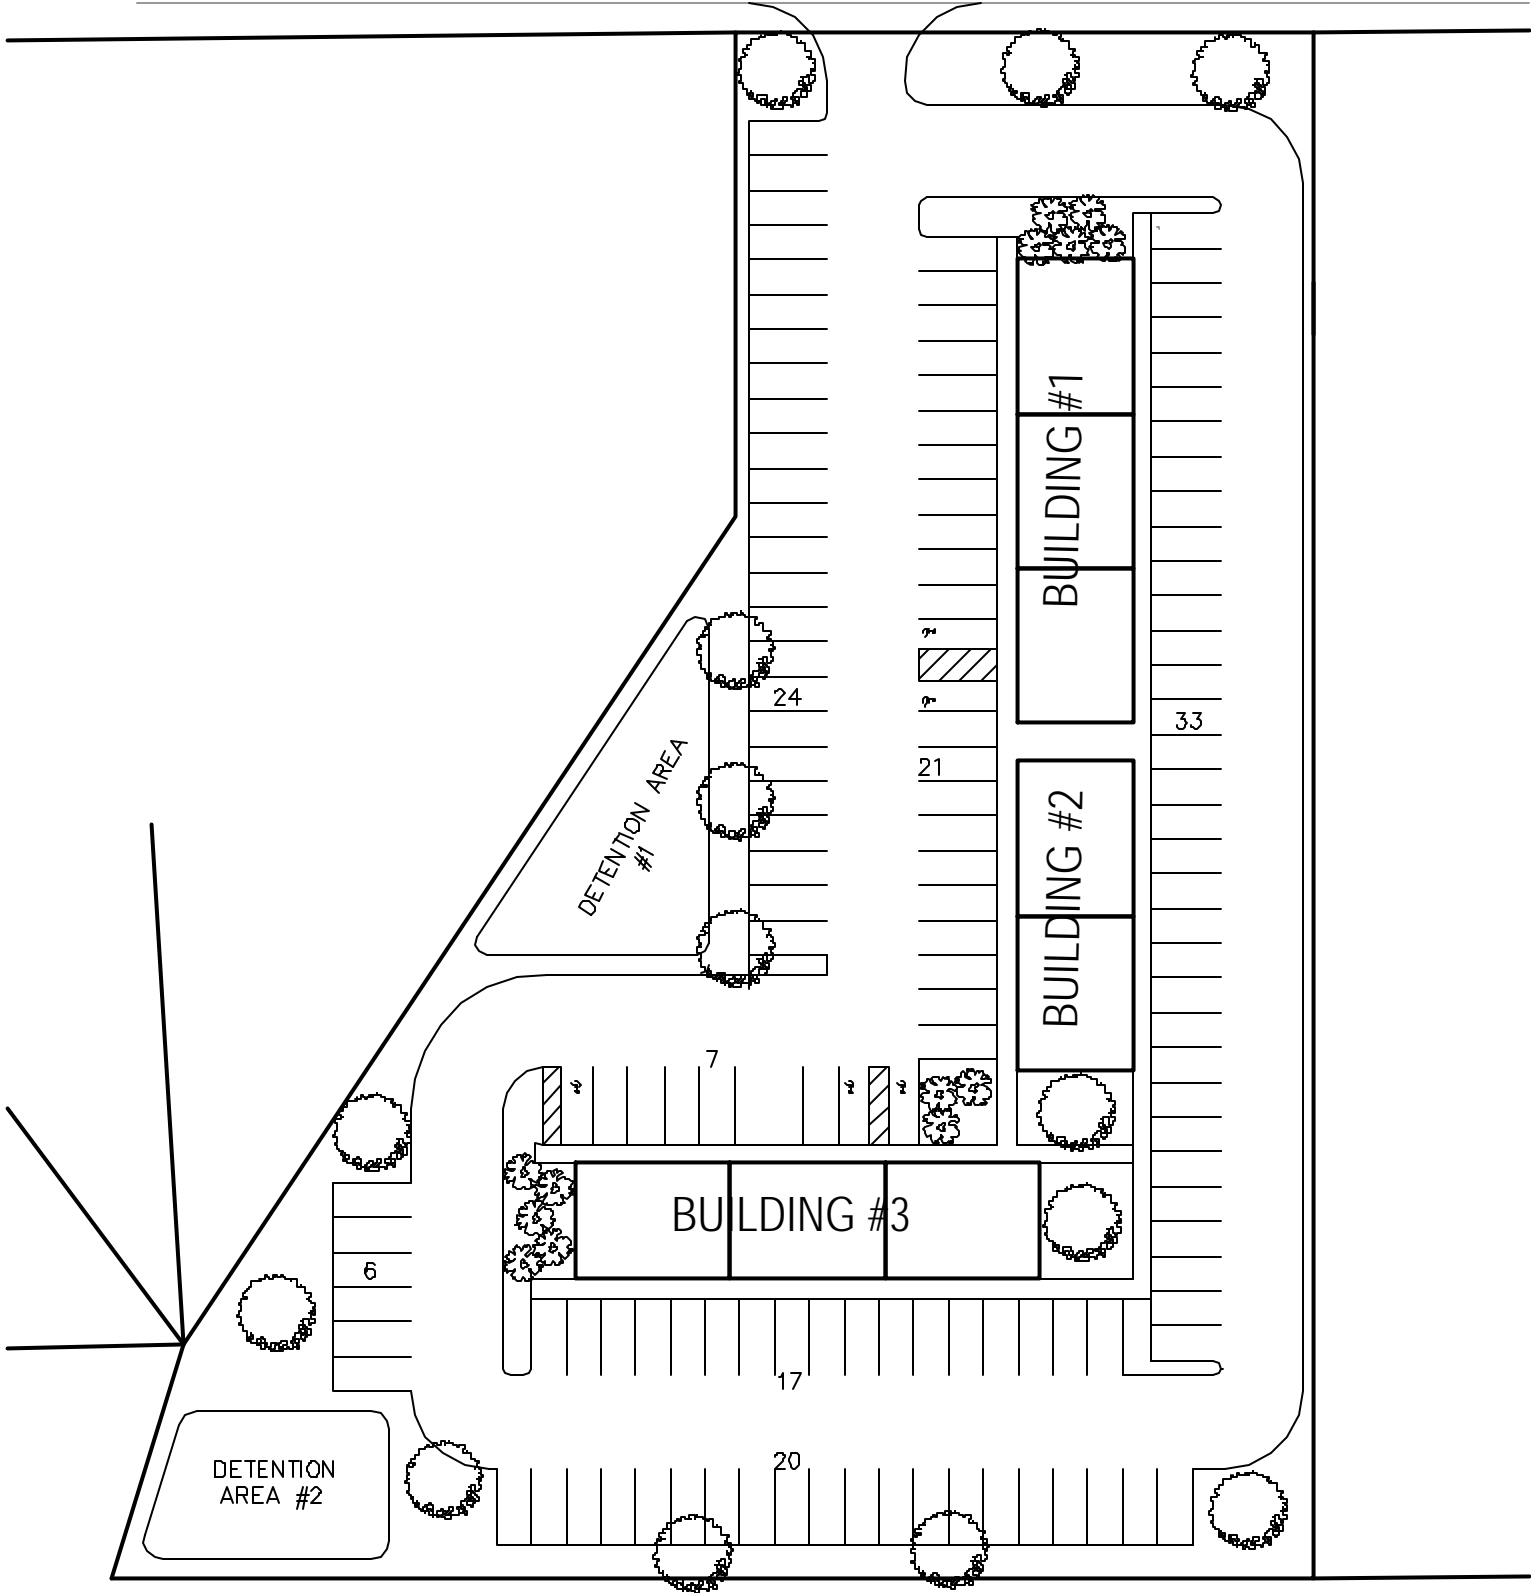 BUILDING #1
24
33
21
DETENTION AREA
#1
BUILDING #2
7
BUILDING #3
6
17
20
DETENTION
AREA #2